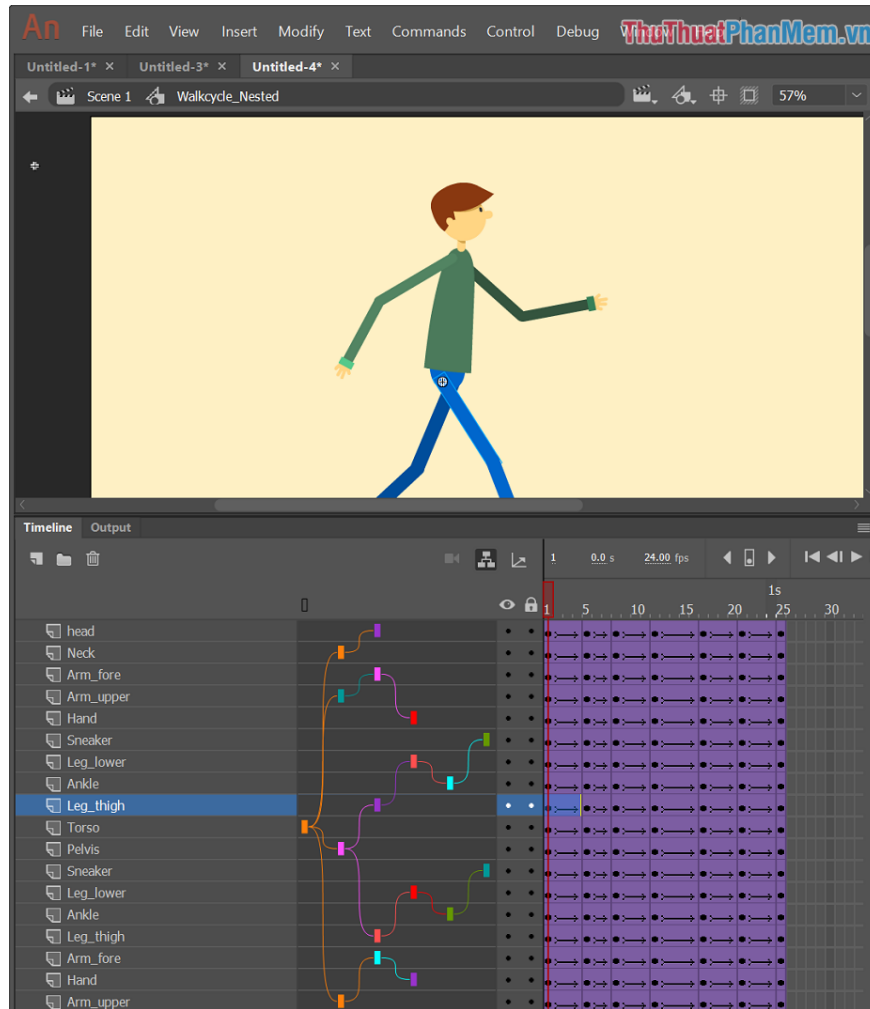 An File Edit View Insert Modify Text Commands Control Debug Window Help
ThuThuatPhanMem.vn
Untitled-1* × Untitled-3* × Untitled-4* ×
Scene 1 Walkcycle_Nested 57%
Timeline Output
1 0.0 s 24.00 fps
1s
1 5 10 15 20 25 30
head
Neck
Arm_fore
Arm_upper
Hand
Sneaker
Leg_lower
Ankle
Leg_thigh
Torso
Pelvis
Sneaker
Leg_lower
Ankle
Leg_thigh
Arm_fore
Hand
Arm_upper